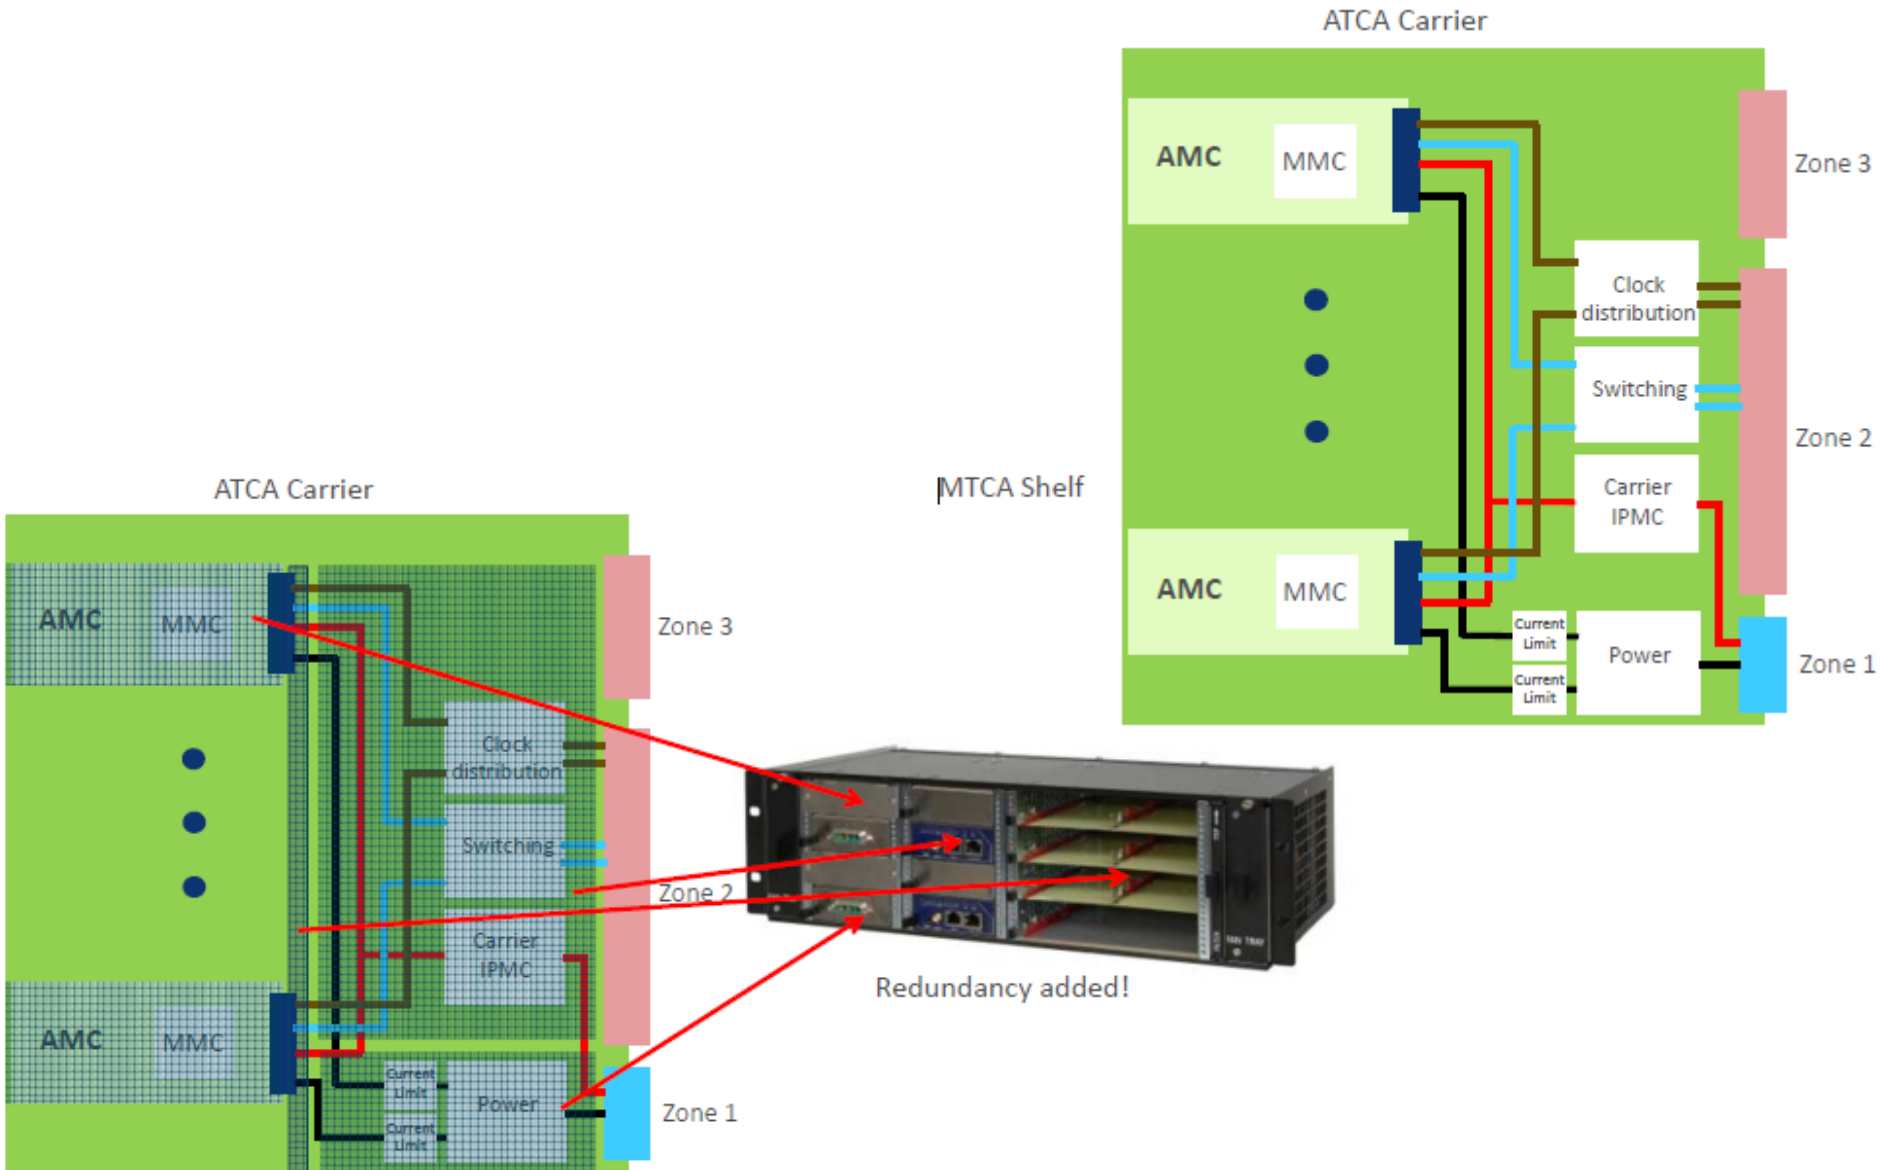 ATCA Carrier
AMC
MMC
Zone 3
Clock
distribution
Switching
Zone 2
Carrier
IPMC
AMC
MMC
Current
Limit
Current
Limit
Power
Zone 1
MTCA Shelf
ATCA Carrier
AMC
MMC
Zone 3
Clock
distribution
Switching
Zone 2
Carrier
IPMC
AMC
MMC
Current
Limit
Current
Limit
Power
Zone 1
FAN TRAY
Redundancy added!